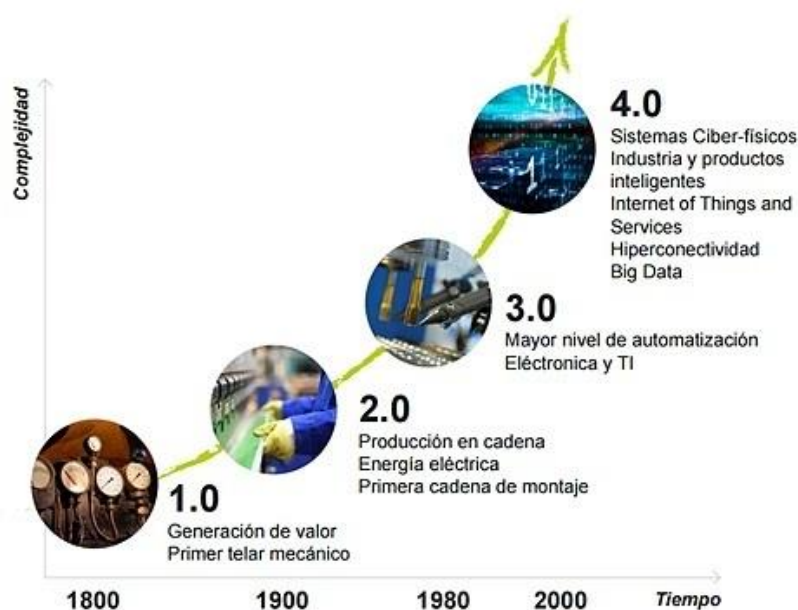 Complejidad
4.0
Sistemas Ciber-físicos
Industria y productos
inteligentes
Internet of Things and
Services
Hiperconectividad
Big Data
3.0
Mayor nivel de automatización
Eléctronica y TI
2.0
Producción en cadena
Energía eléctrica
Primera cadena de montaje
1.0
Generación de valor
Primer telar mecánico
1800 1900 1980 2000 Tiempo